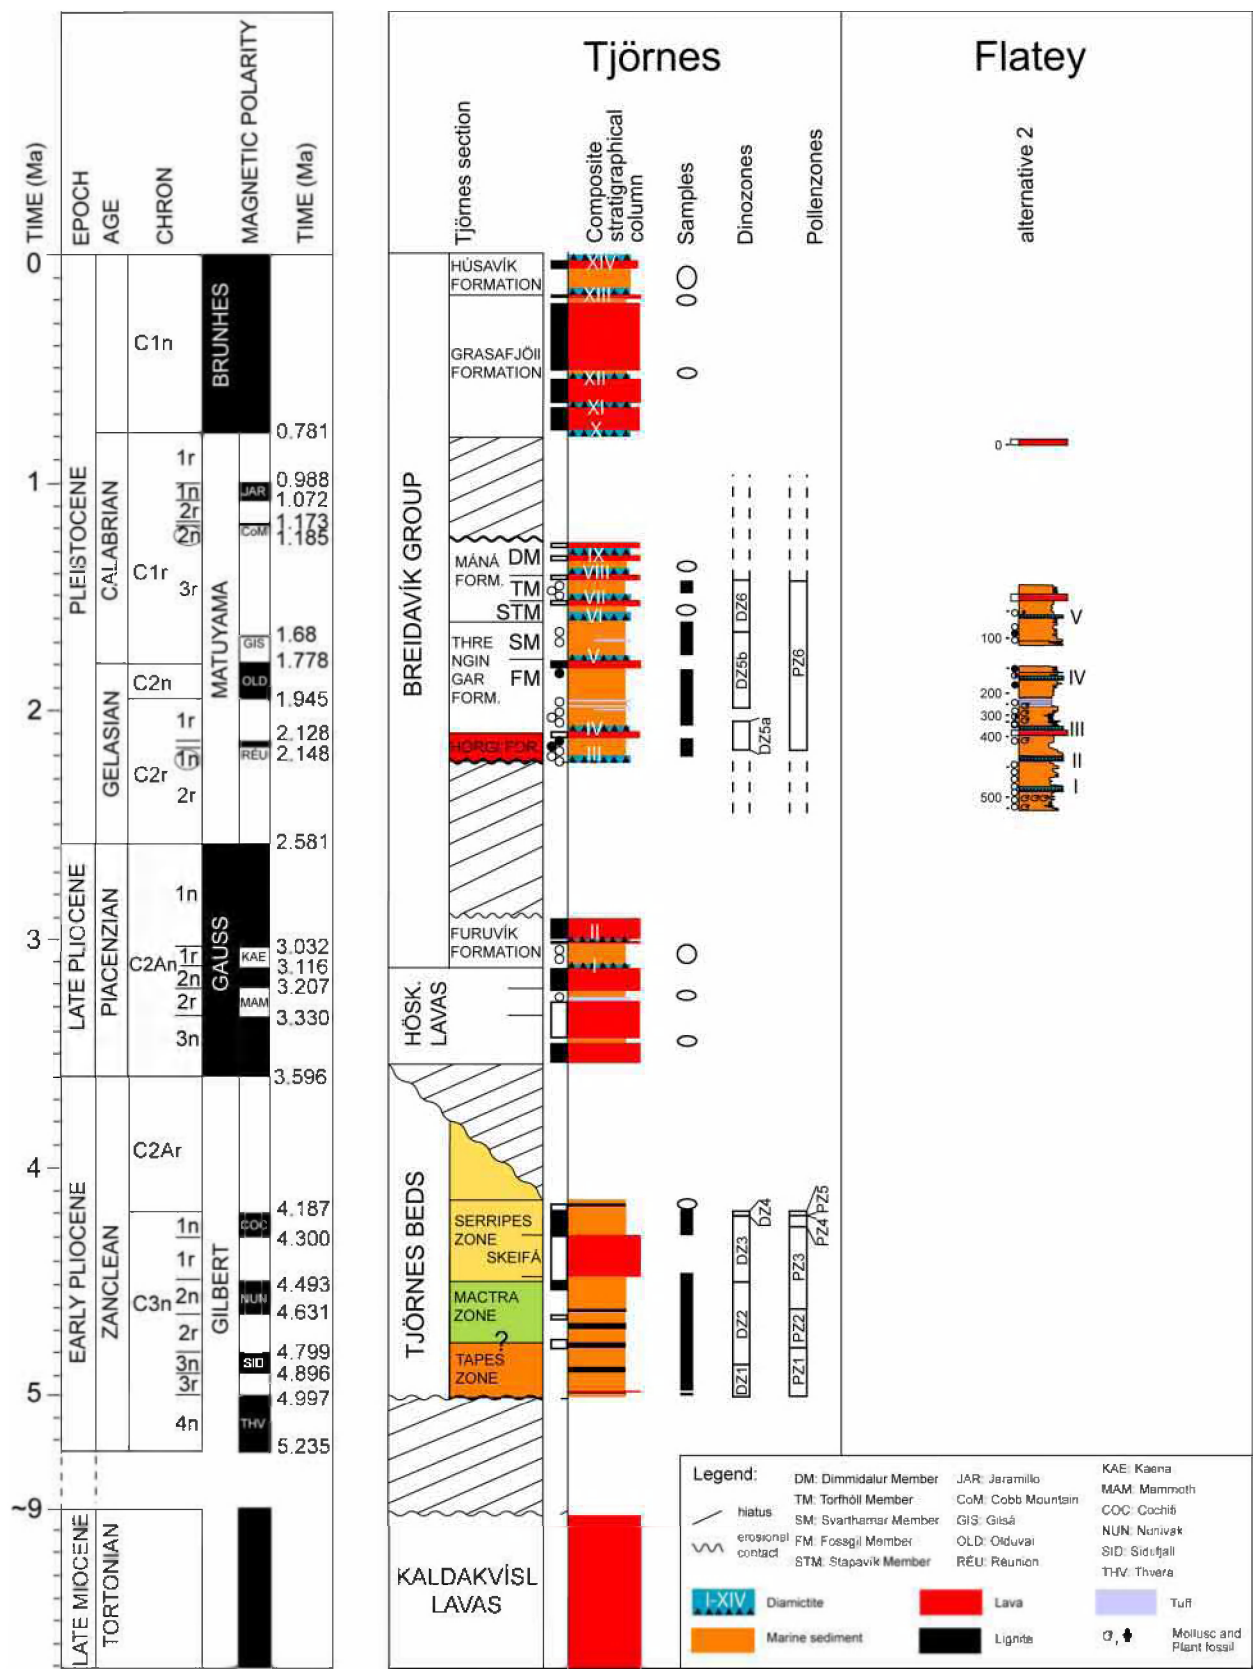 Tjörnes
Flatey
TIME (Ma)
EPOCH
AGE
CHRON
MAGNETIC POLARITY
TIME (Ma)
Tjörnes section
Composite
stratigraphical
column
Samples
Dinozones
Pollenzones
alternative 2
0
1
2
3
4
5
~9
PLEISTOCENE
LATE PLIOCENE
EARLY PLIOCENE
LATE MIOCENE
CALABRIAN
GELASIAN
PIACENZIAN
ZANCLEAN
TORTONIAN
C1n
1r
1n
2r
2n
C1r
3r
C2n
1r
1n
C2r
2r
1n
C2An
1r
2n
2r
3n
C2Ar
1n
1r
C3n
2n
2r
3n
3r
4n
BRUNHES
MATUYAMA
GAUSS
GILBERT
JAR
CoM
GIS
OLD
RÉU
KAE
MAM
COC
NUN
SID
THV
0.781
0.988
1.072
1.173
1.185
1.68
1.778
1.945
2.128
2.148
2.581
3.032
3.116
3.207
3.330
3.596
4.187
4.300
4.493
4.631
4.799
4.896
4.997
5.235
BREIDAVÍK GROUP
HÖSK.
LAVAS
TJÖRNES BEDS
KALDAKVÍSL
LAVAS
HÚSAVÍK
FORMATION
GRASAFJÖll
FORMATION
MÁNÁ
FORM.
DM
TM
STM
THRE
NGIN
GAR
FORM.
SM
FM
HÖRGI FOR.
FURUVÍK
FORMATION
SERRIPES
ZONE
SKEIFÁ
MACTRA
ZONE
?
TAPES
ZONE
XIV
XIII
XII
XI
X
IX
VIII
VII
VI
V
IV
III
II
I
DZ6
DZ5b
DZ5a
DZ4
DZ3
DZ2
DZ1
PZ6
PZ5
PZ4
PZ3
PZ2
PZ1
0
100
200
300
400
500
V
IV
III
II
I
Legend:
hiatus
erosional
contact
DM: Dimmidalur Member
TM: Torfhóll Member
SM: Svarthamar Member
FM: Fossgil Member
STM: Stapavík Member
JAR: Jaramillo
CoM: Cobb Mountain
GIS: Gilsá
OLD: Olduvai
RÉU: Réunion
KAE: Kaena
MAM: Mammoth
COC: Cochiti
NUN: Nunivak
SID: Sidufjall
THV: Thvera
I-XIV
Diamictite
Marine sediment
Lava
Lignite
Tuff
Mollusc and
Plant fossil